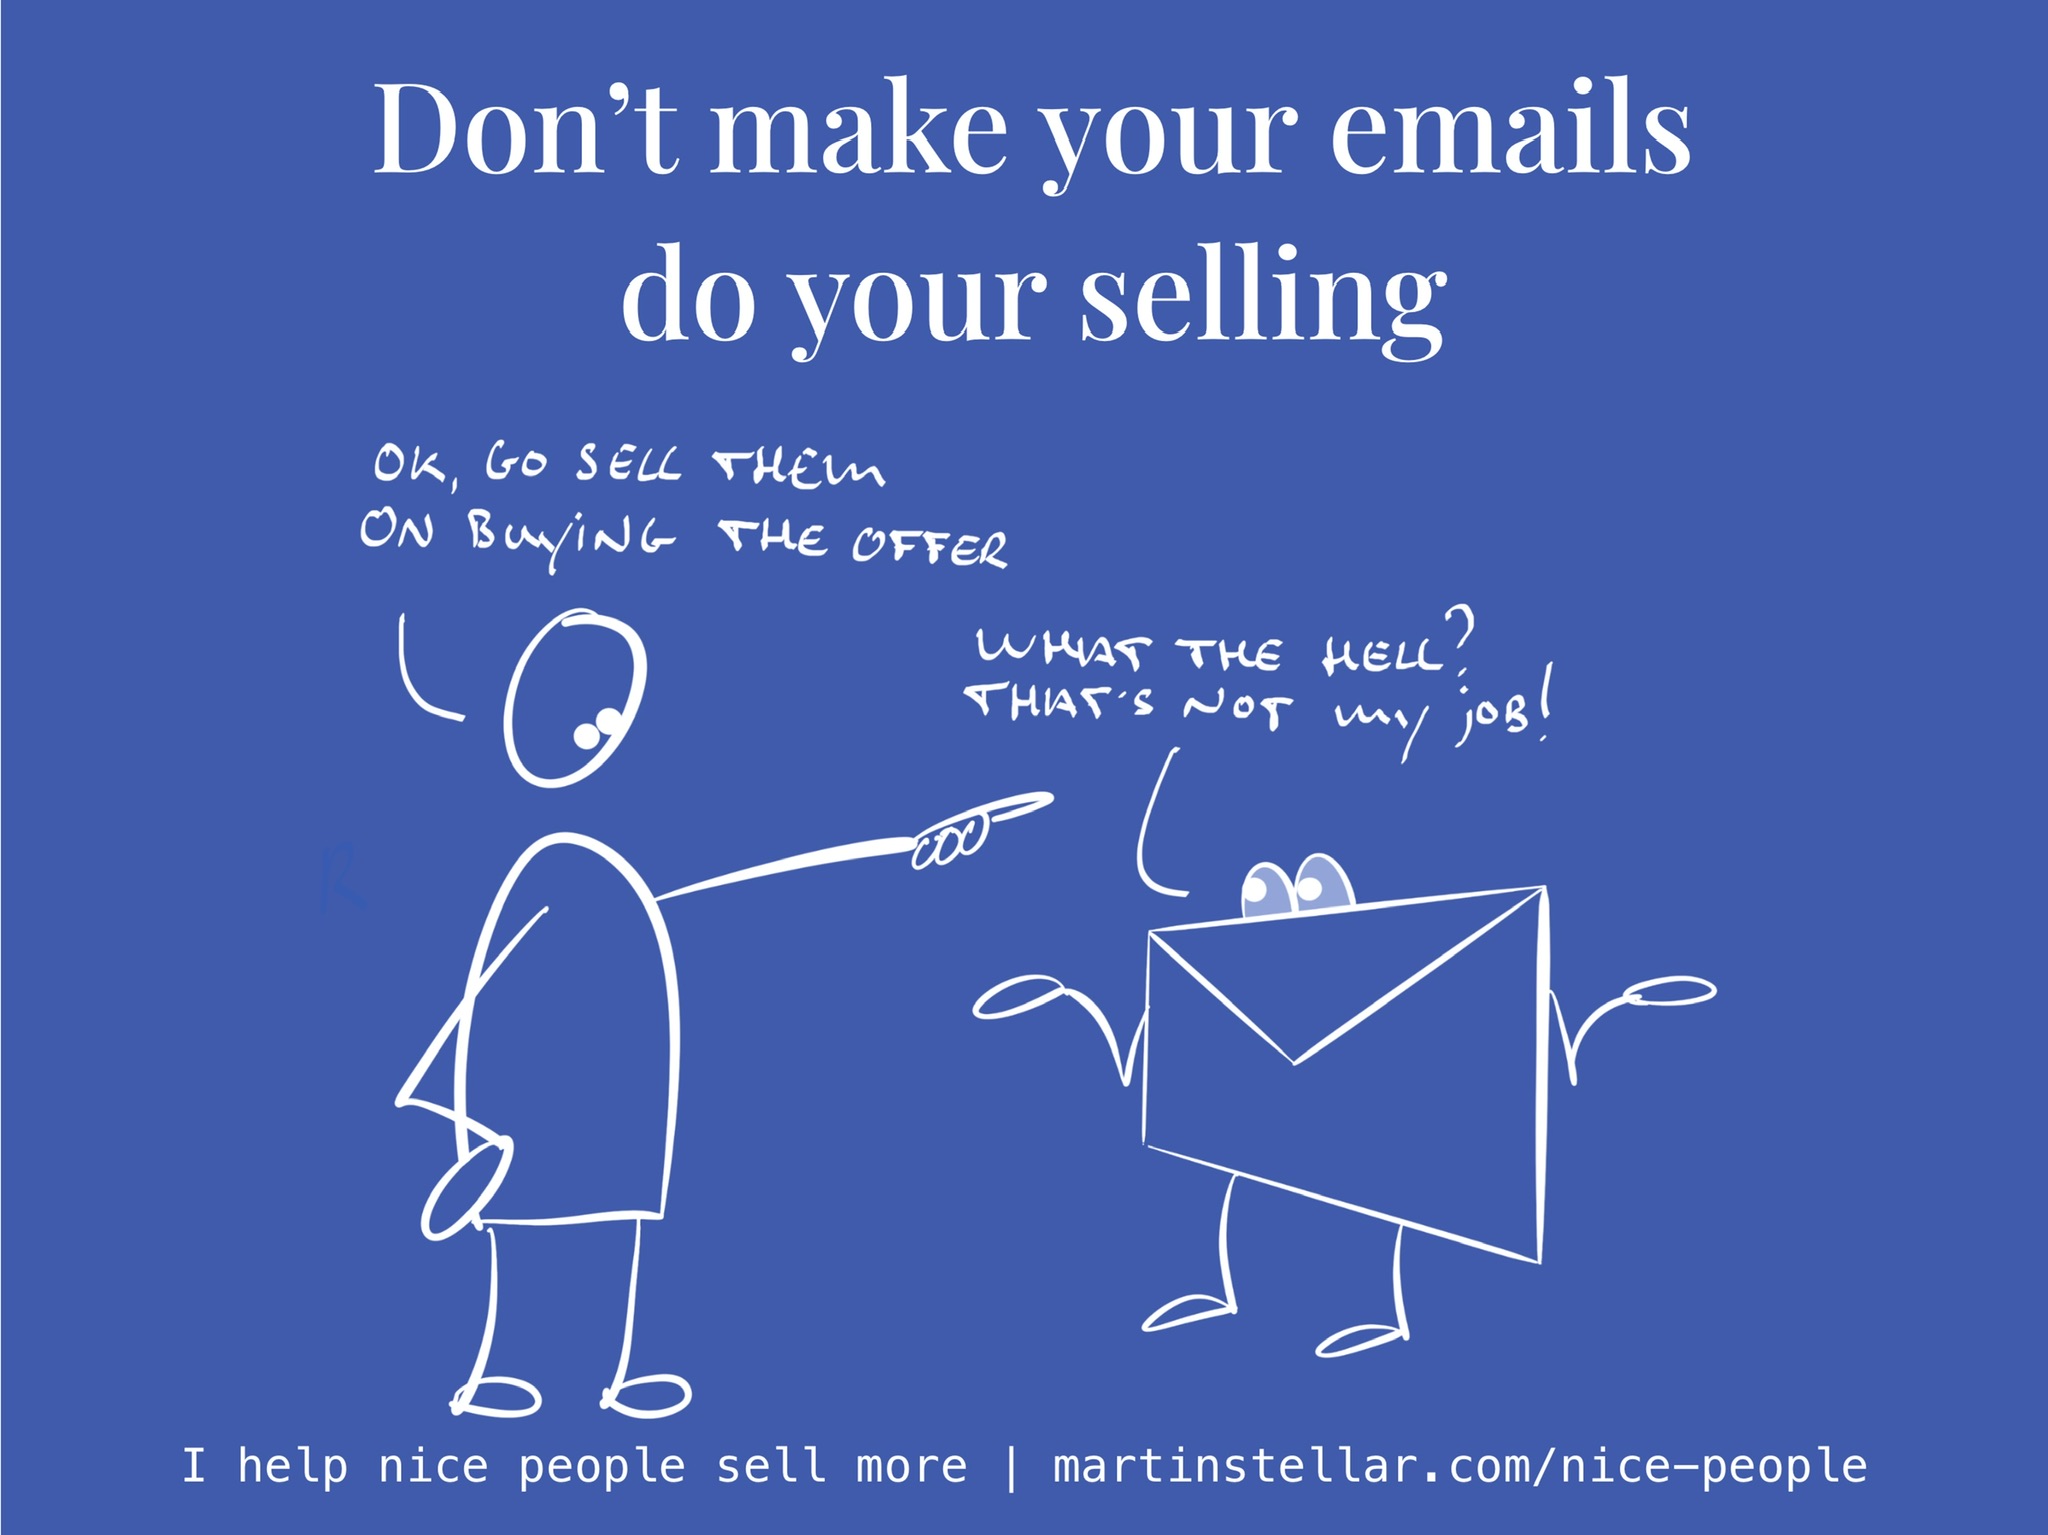 Don’t make your emails
do your selling
OK, GO SELL THEM
ON BUYING THE OFFER
WHAT THE HELL?
THAT'S NOT MY JOB!
R
I help nice people sell more | martinstellar.com/nice-people